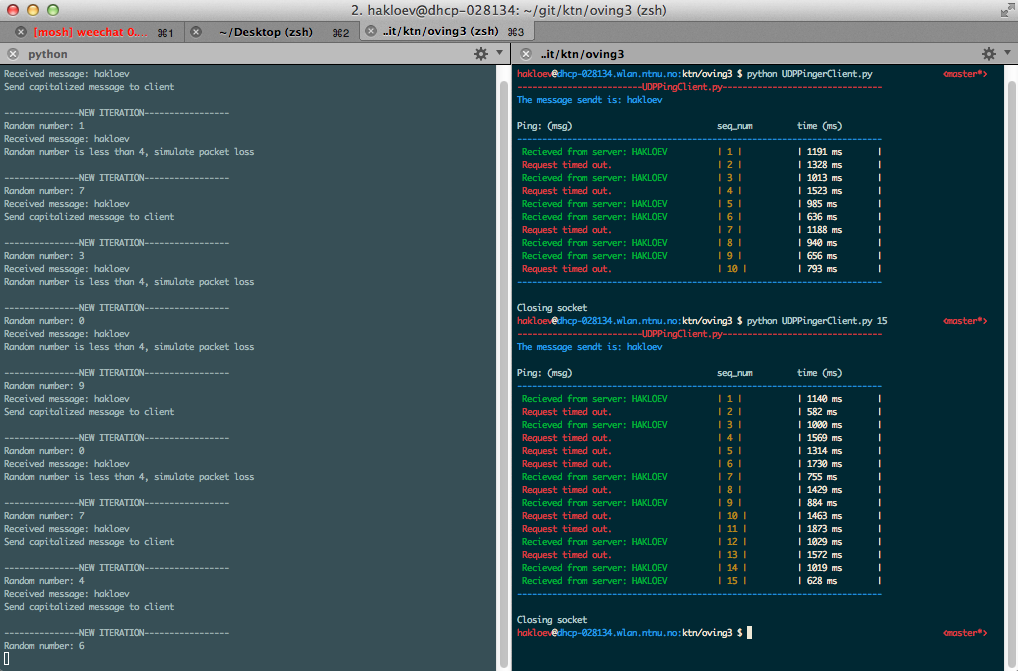 2. hakloev@dhcp-028134: ~/git/ktn/oving3 (zsh)
[mosh] weechat 0.... ⌘1
~/Desktop (zsh) ⌘2
..it/ktn/oving3 (zsh) ⌘3
python
Received message: hakloev
Send capitalized message to client
---------------NEW ITERATION-----------------
Random number: 1
Received message: hakloev
Random number is less than 4, simulate packet loss
---------------NEW ITERATION-----------------
Random number: 7
Received message: hakloev
Send capitalized message to client
---------------NEW ITERATION-----------------
Random number: 3
Received message: hakloev
Random number is less than 4, simulate packet loss
---------------NEW ITERATION-----------------
Random number: 0
Received message: hakloev
Random number is less than 4, simulate packet loss
---------------NEW ITERATION-----------------
Random number: 9
Received message: hakloev
Send capitalized message to client
---------------NEW ITERATION-----------------
Random number: 0
Received message: hakloev
Random number is less than 4, simulate packet loss
---------------NEW ITERATION-----------------
Random number: 7
Received message: hakloev
Send capitalized message to client
---------------NEW ITERATION-----------------
Random number: 4
Received message: hakloev
Send capitalized message to client
---------------NEW ITERATION-----------------
Random number: 6
..it/ktn/oving3
hakloev@dhcp-028134.wlan.ntnu.no:ktn/oving3 $ python UDPPingerClient.py <master*>
-------------------------UDPPingClient.py--------------------------------
The message sendt is: hakloev
Ping: (msg) seq_num time (ms)
-------------------------------------------------------------------------
Recieved from server: HAKLOEV | 1 | | 1191 ms |
Request timed out. | 2 | | 1328 ms |
Recieved from server: HAKLOEV | 3 | | 1013 ms |
Request timed out. | 4 | | 1523 ms |
Recieved from server: HAKLOEV | 5 | | 985 ms |
Recieved from server: HAKLOEV | 6 | | 636 ms |
Request timed out. | 7 | | 1188 ms |
Recieved from server: HAKLOEV | 8 | | 940 ms |
Recieved from server: HAKLOEV | 9 | | 656 ms |
Request timed out. | 10 | | 793 ms |
-------------------------------------------------------------------------
Closing socket
hakloev@dhcp-028134.wlan.ntnu.no:ktn/oving3 $ python UDPPingerClient.py 15 <master*>
-------------------------UDPPingClient.py--------------------------------
The message sendt is: hakloev
Ping: (msg) seq_num time (ms)
-------------------------------------------------------------------------
Recieved from server: HAKLOEV | 1 | | 1140 ms |
Request timed out. | 2 | | 582 ms |
Recieved from server: HAKLOEV | 3 | | 1000 ms |
Request timed out. | 4 | | 1569 ms |
Request timed out. | 5 | | 1314 ms |
Request timed out. | 6 | | 1730 ms |
Recieved from server: HAKLOEV | 7 | | 755 ms |
Request timed out. | 8 | | 1429 ms |
Recieved from server: HAKLOEV | 9 | | 884 ms |
Request timed out. | 10 | | 1463 ms |
Request timed out. | 11 | | 1873 ms |
Recieved from server: HAKLOEV | 12 | | 1029 ms |
Request timed out. | 13 | | 1572 ms |
Recieved from server: HAKLOEV | 14 | | 1019 ms |
Recieved from server: HAKLOEV | 15 | | 628 ms |
-------------------------------------------------------------------------
Closing socket
hakloev@dhcp-028134.wlan.ntnu.no:ktn/oving3 $ <master*>